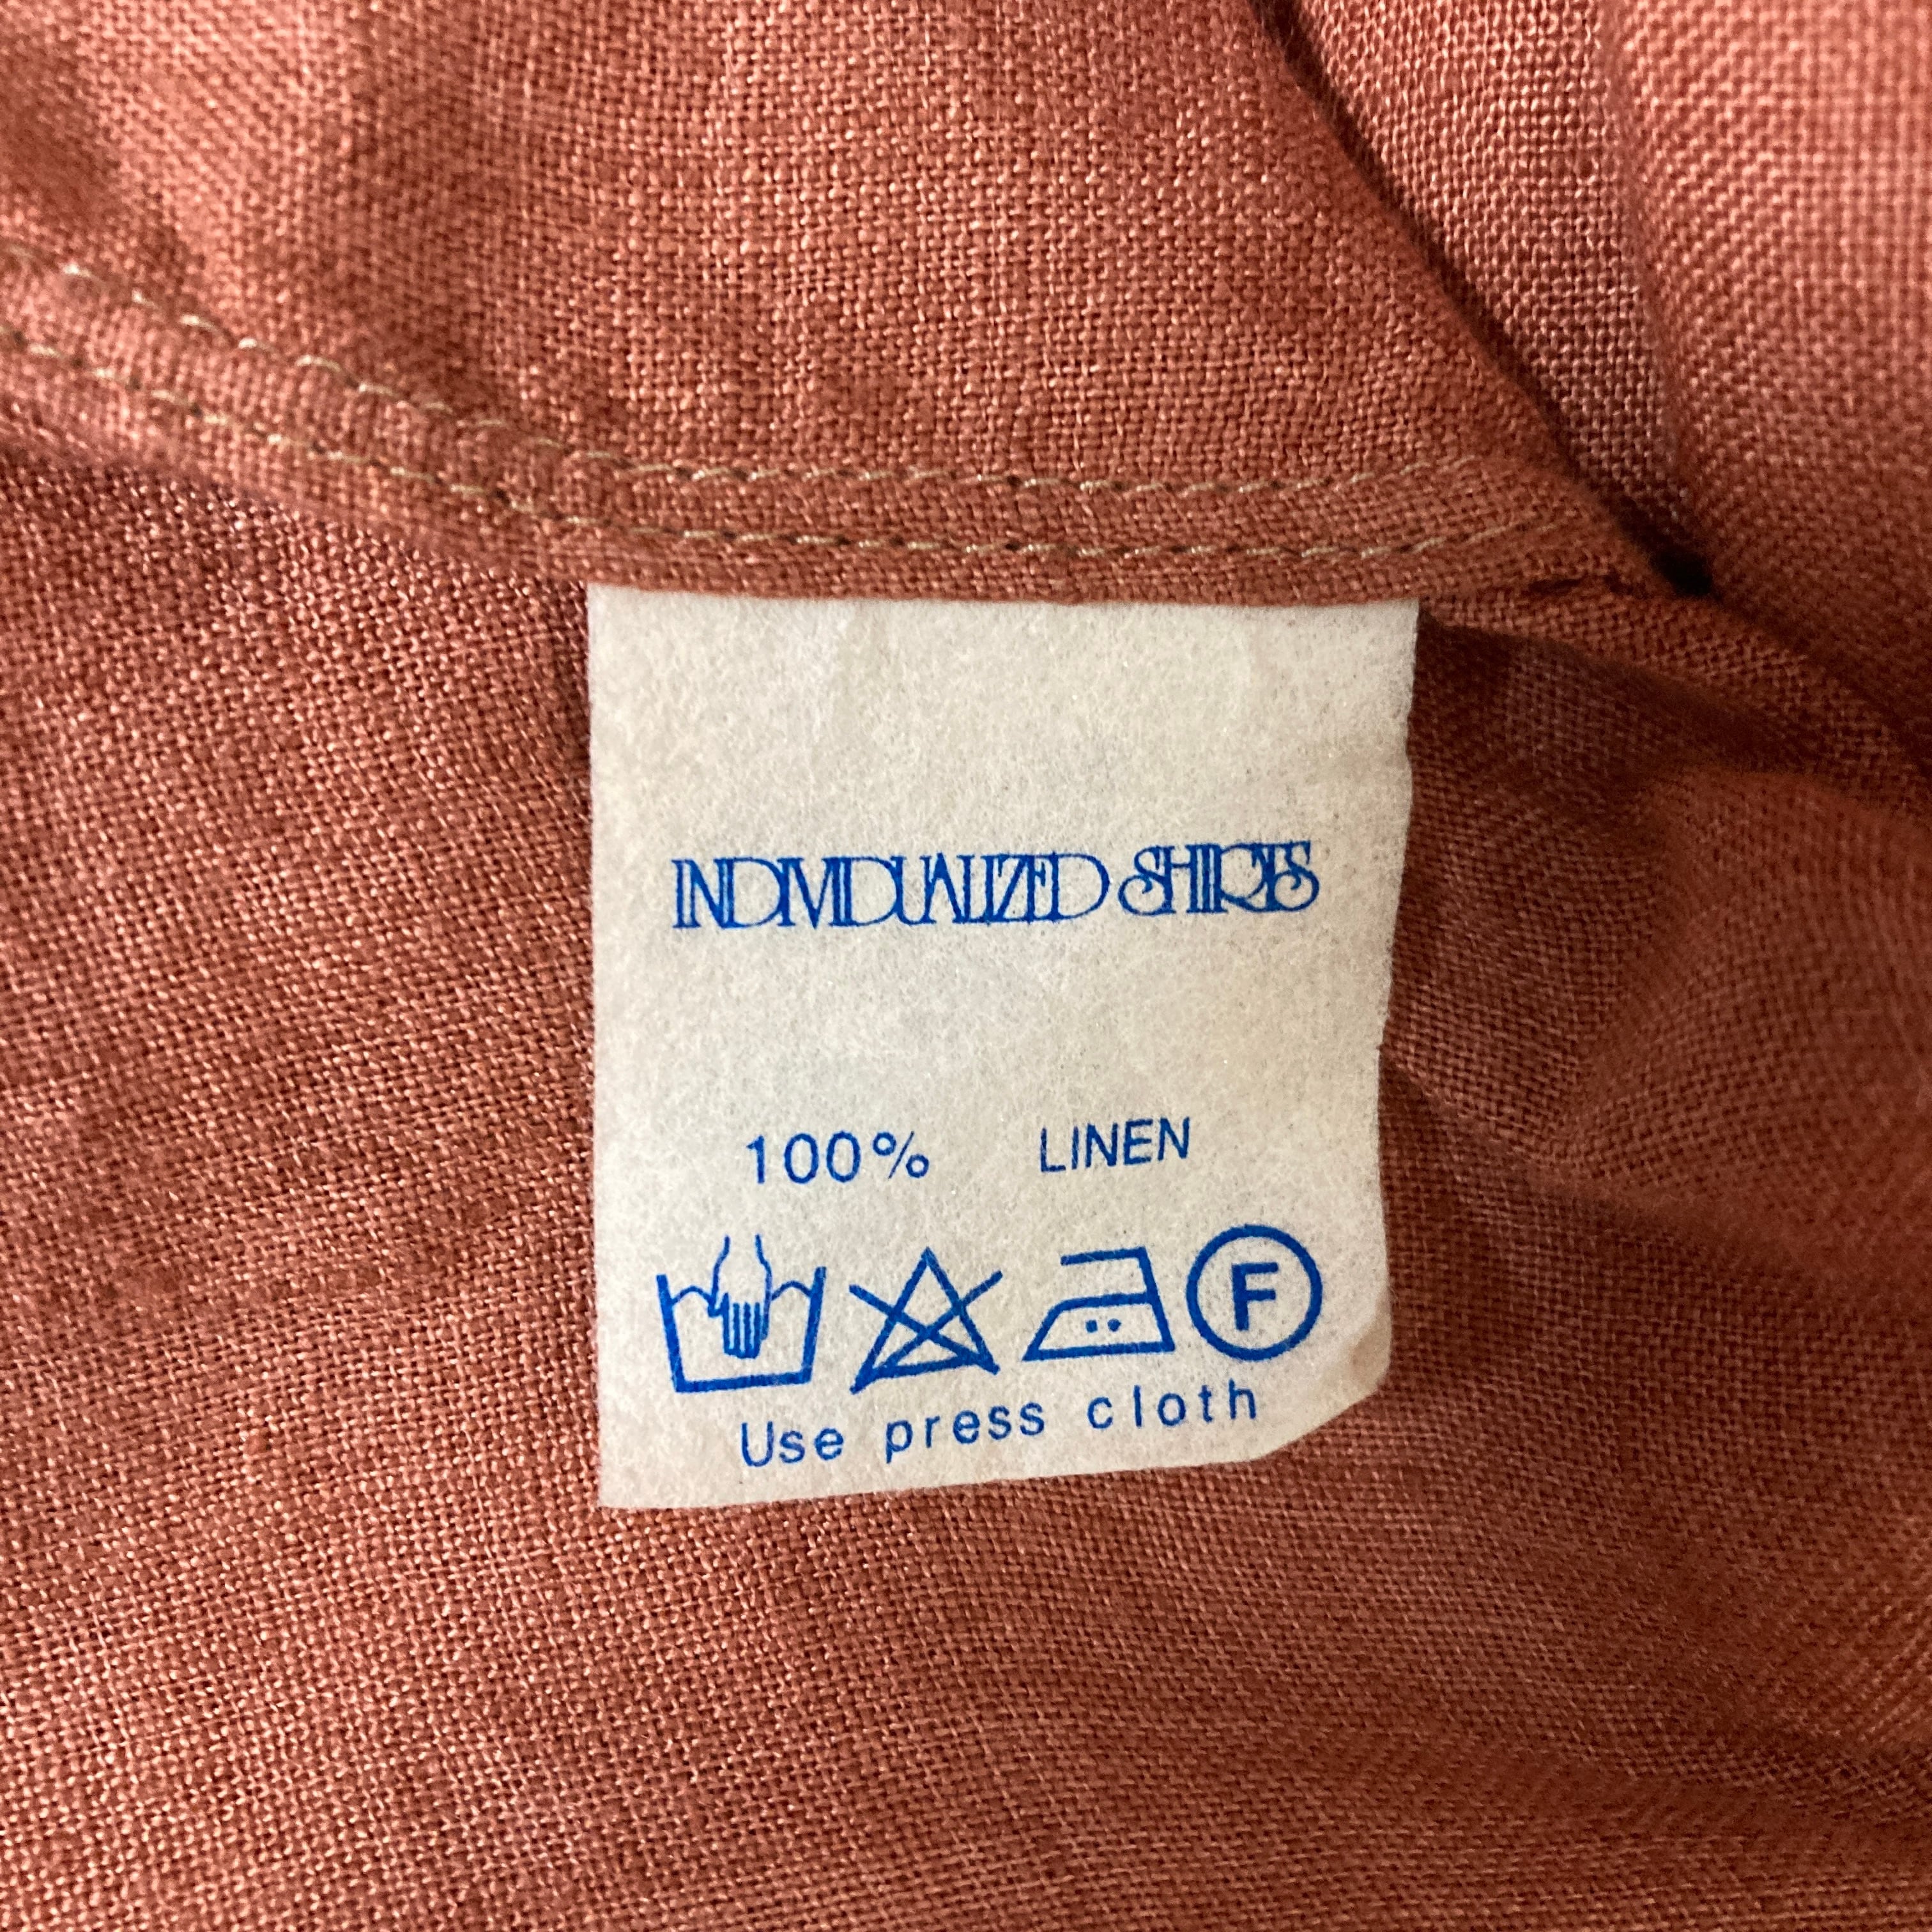 INDIVIDUALIZED SHIRTS
100% LINEN
F
Use press cloth